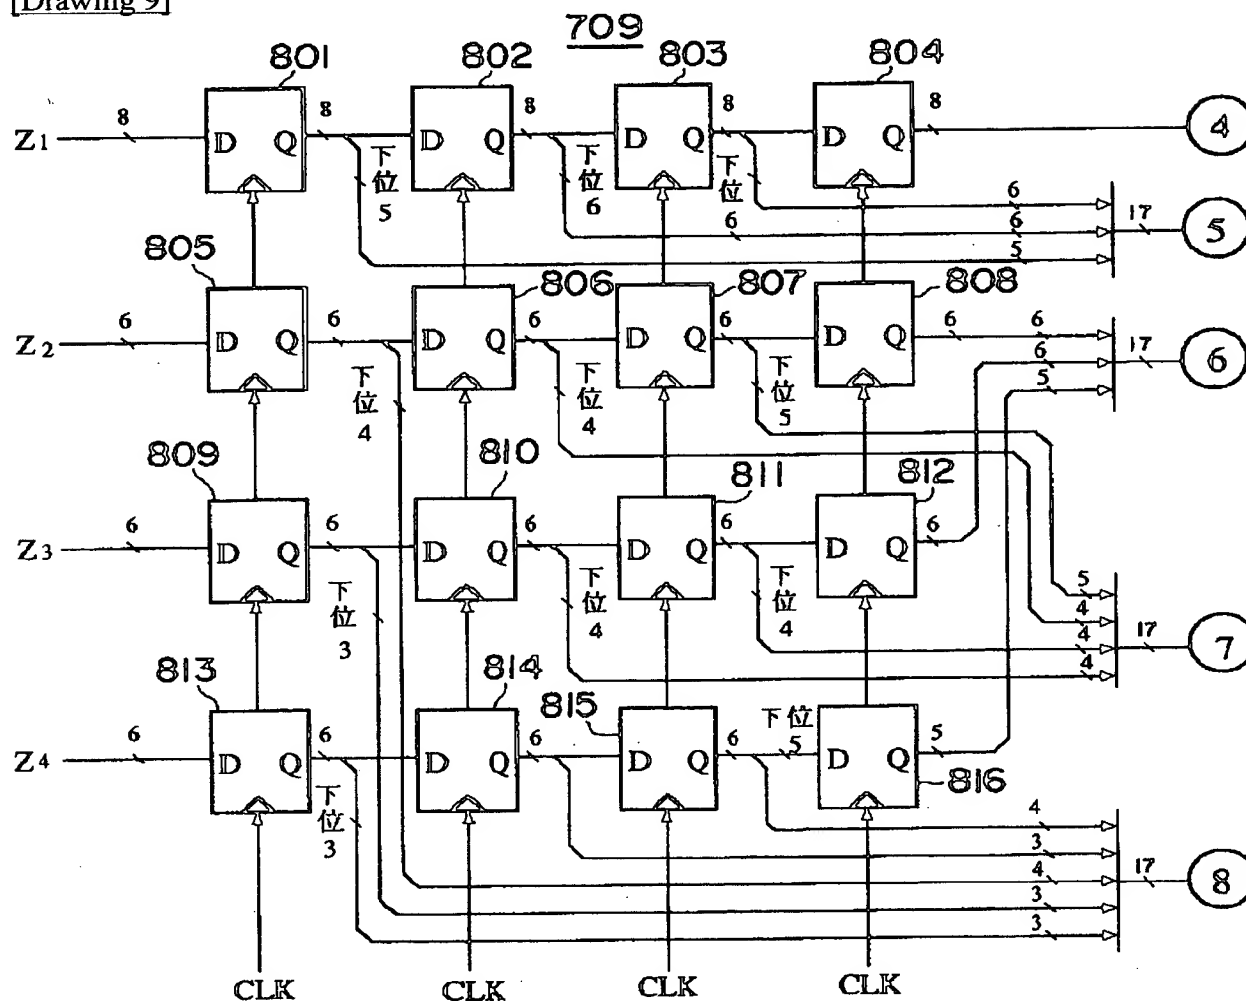 [Drawing 9]
709
801 802 803 804
Z1 8 D Q 8 D Q 8 D Q 8 D Q 8 4
下位5 下位6 下位
6
6 6 17 5
5
805 806 807 808
Z2 6 D Q 6 D Q 6 D Q 6 D Q 6 6
6 17 6
5
下位4 下位4 下位5
809 810 811 812
Z3 6 D Q 6 D Q 6 D Q 6 D Q 6
下位3 下位4 下位4
5
4
4 17 7
4
813 814 815 816
Z4 6 D Q 6 D Q 6 下位5 D Q 6 D Q 5
下位3
4
3
4 17 8
3
3
CLK CLK CLK CLK